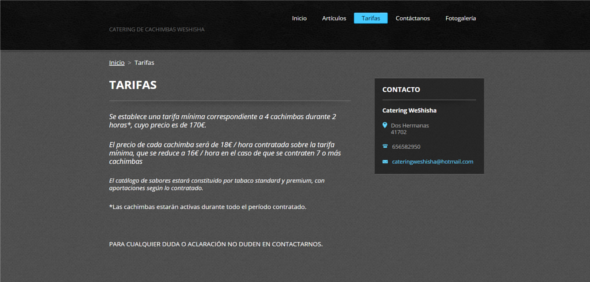 Inicio Artículos Tarifas Contáctanos Fotogalería
CATERING DE CACHIMBAS WESHISHA
Inicio > Tarifas
TARIFAS
Se establece una tarifa mínima correspondiente a 4 cachimbas durante 2
horas*, cuyo precio es de 170€.
El precio de cada cachimba será de 18€ / hora contratado sobre la tarifa
mínima, que se reduce a 16€ / hora en el caso de que se contraten 7 o más
cachimbas
El catálogo de sabores estará constituido por tabaco standard y premium, con
aportaciones según lo contratado.
*Las cachimbas estarán activas durante todo el período contratado.
PARA CUALQUIER DUDA O ACLARACIÓN NO DUDEN EN CONTACTARNOS.
CONTACTO
Catering WeShisha
Dos Hermanas
41702
656582950
cateringweshisha@hotmail.com